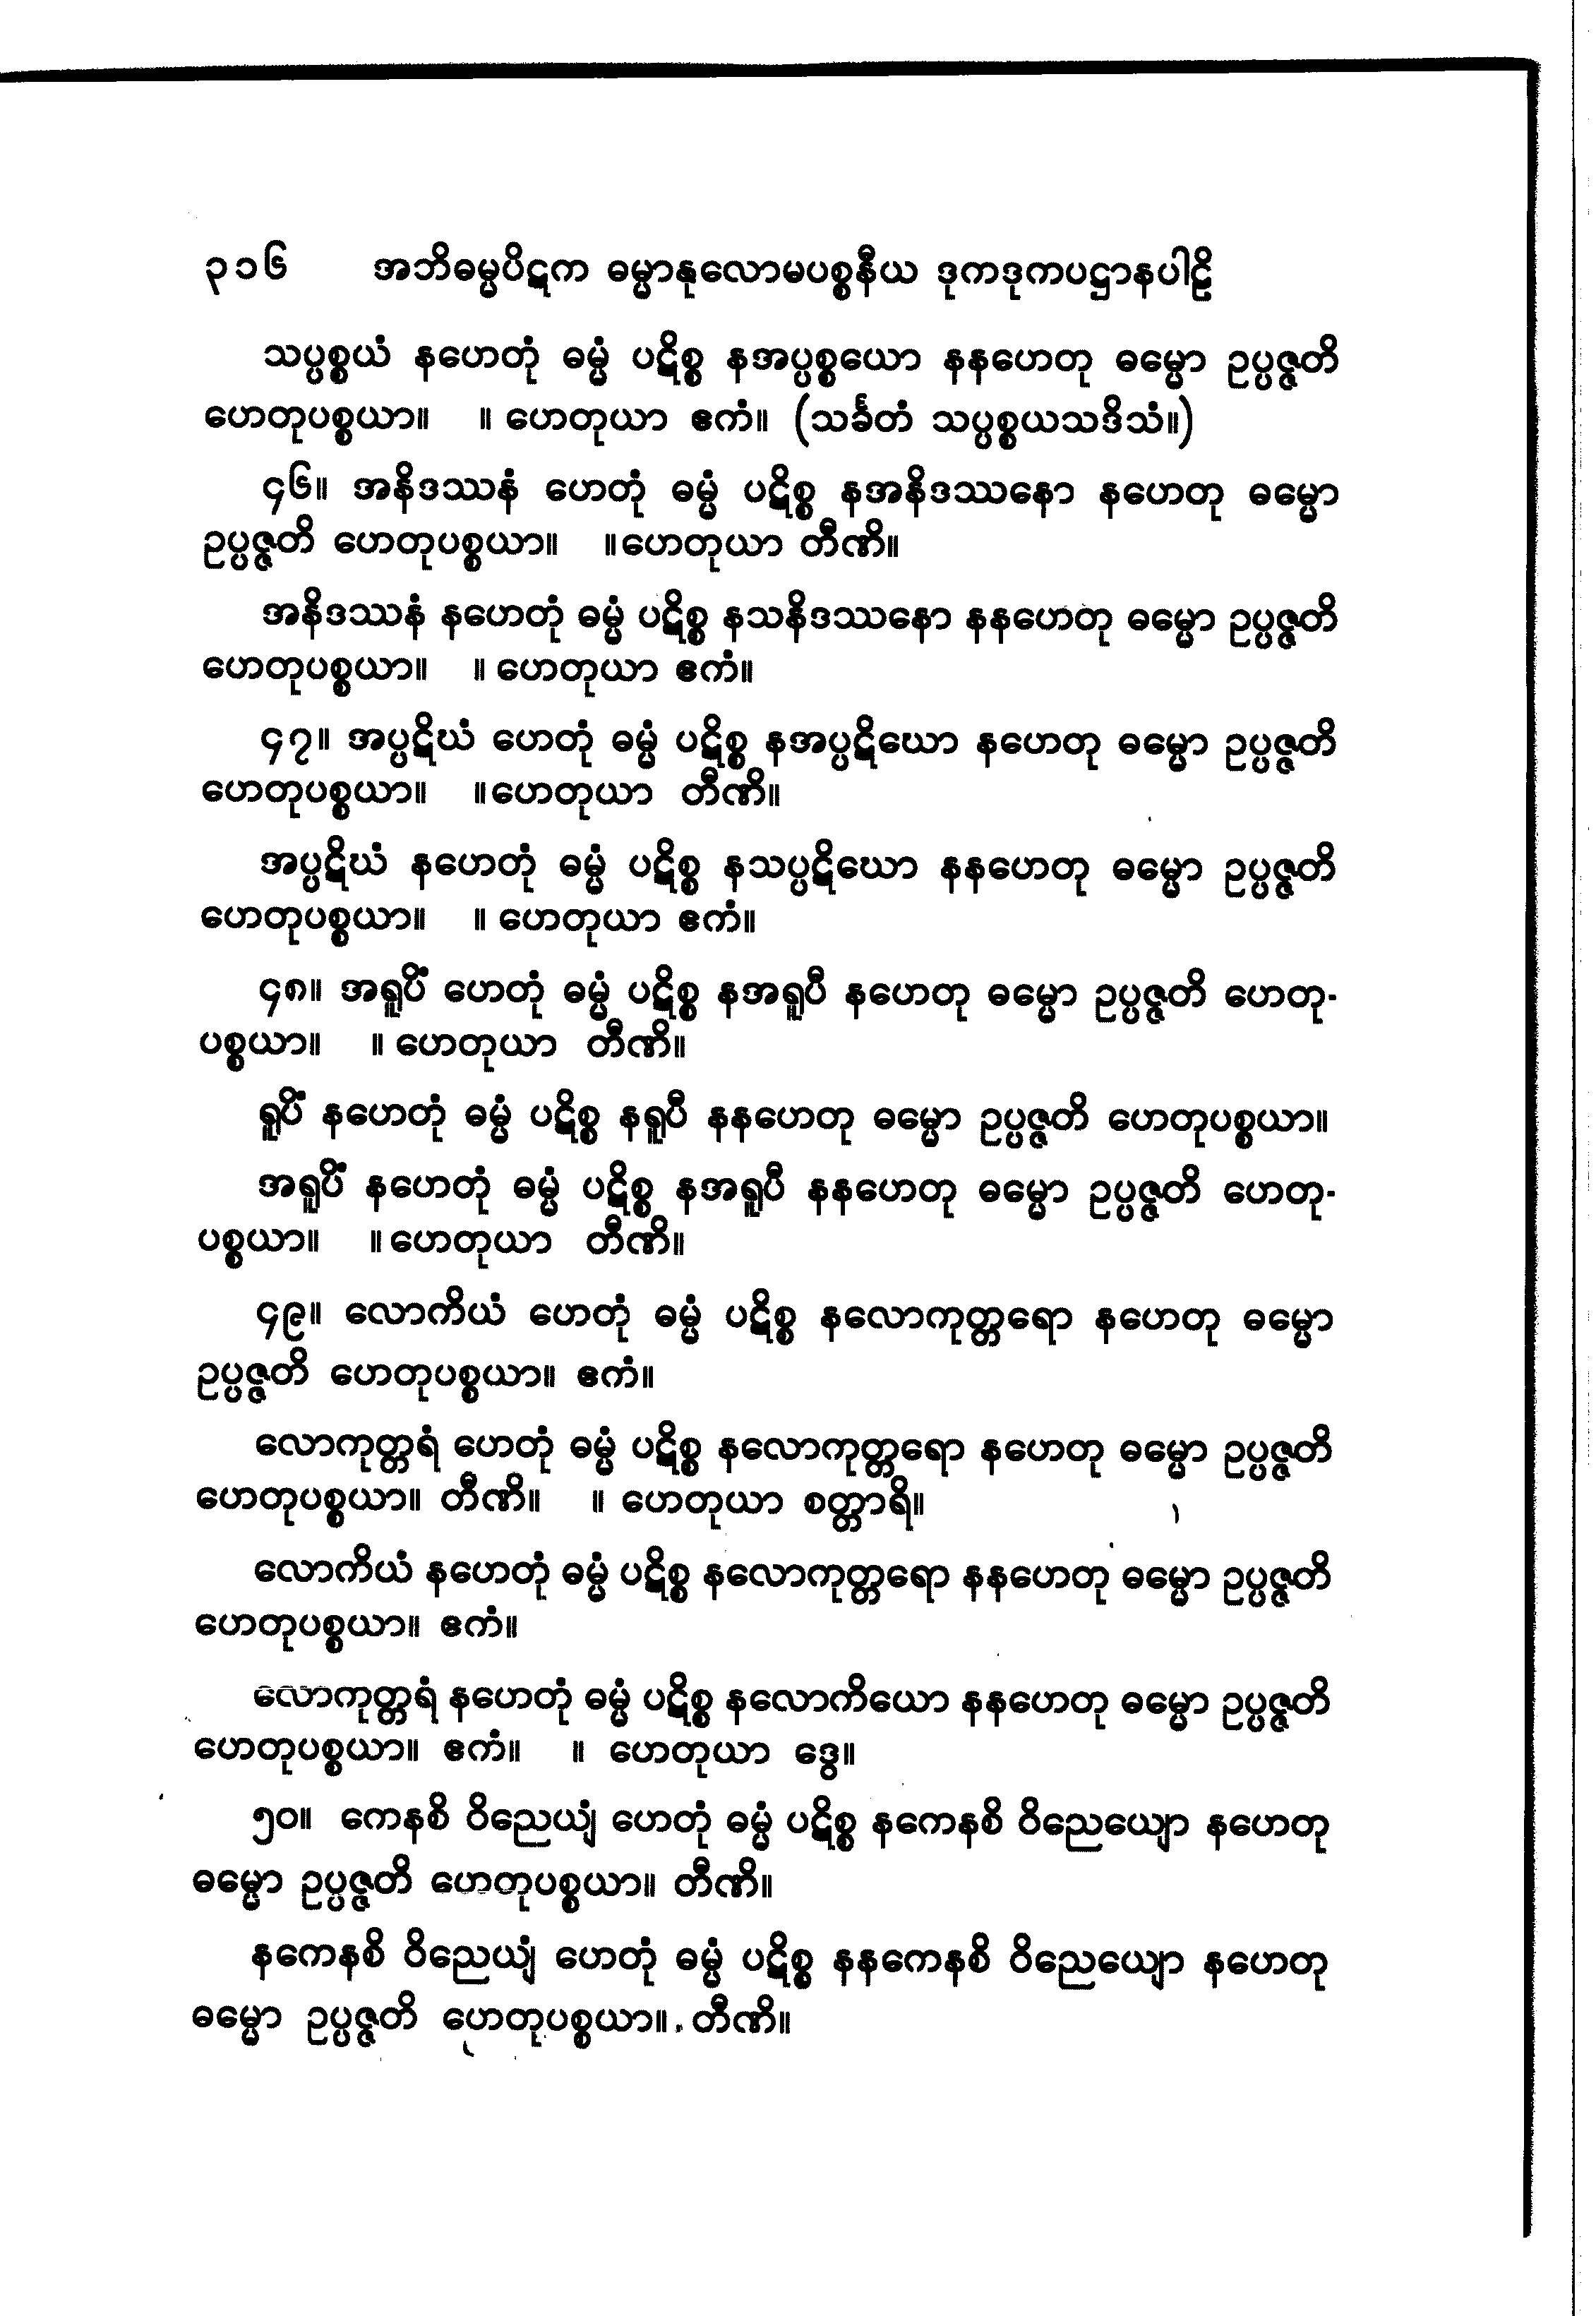 ၃၁၆ အဘိဓမ္မပိဋက ဓမ္မာနုလောမပစ္စနီယ ဒုကဒုကပဋ္ဌာနပါဠိ
သပ္ပစ္စယံ နဟေတုံ ဓမ္မံ ပဋိစ္စ နအပ္ပစ္စယော နနဟေတု ဓမ္မော ဥပ္ပဇ္ဇတိ
ဟေတုပစ္စယာ။ ။ ဟေတုယာ ဧကံ။ (သင်္ခတံ သပ္ပစ္စယသဒိသံ။)
၄၆။ အနိဒဿနံ ဟေတုံ ဓမ္မံ ပဋိစ္စ နအနိဒဿနော နဟေတု ဓမ္မော
ဥပ္ပဇ္ဇတိ ဟေတုပစ္စယာ။ ။ဟေတုယာ တီဏိ။
အနိဒဿနံ နဟေတုံ ဓမ္မံ ပဋိစ္စ နသနိဒဿနော နနဟေတု ဓမ္မော ဥပ္ပဇ္ဇတိ
ဟေတုပစ္စယာ။ ။ ဟေတုယာ ဧကံ။
၄၇။ အပ္ပဋိဃံ ဟေတုံ ဓမ္မံ ပဋိစ္စ နအပ္ပဋိဃော နဟေတု ဓမ္မော ဥပ္ပဇ္ဇတိ
ဟေတုပစ္စယာ။ ။ဟေတုယာ တီဏိ။
အပ္ပဋိဃံ နဟေတုံ ဓမ္မံ ပဋိစ္စ နသပ္ပဋိဃော နနဟေတု ဓမ္မော ဥပ္ပဇ္ဇတိ
ဟေတုပစ္စယာ။ ။ ဟေတုယာ ဧကံ။
၄၈။ အရူပိံ ဟေတုံ ဓမ္မံ ပဋိစ္စ နအရူပီ နဟေတု ဓမ္မော ဥပ္ပဇ္ဇတိ ဟေတု-
ပစ္စယာ။ ။ ဟေတုယာ တီဏိ။
ရူပိံ နဟေတုံ ဓမ္မံ ပဋိစ္စ နရူပီ နနဟေတု ဓမ္မော ဥပ္ပဇ္ဇတိ ဟေတုပစ္စယာ။
အရူပိံ နဟေတုံ ဓမ္မံ ပဋိစ္စ နအရူပီ နနဟေတု ဓမ္မော ဥပ္ပဇ္ဇတိ ဟေတု-
ပစ္စယာ။ ။ဟေတုယာ တီဏိ။
၄၉။ လောကိယံ ဟေတုံ ဓမ္မံ ပဋိစ္စ နလောကုတ္တရော နဟေတု ဓမ္မော
ဥပ္ပဇ္ဇတိ ဟေတုပစ္စယာ။ ဧကံ။
လောကုတ္တရံ ဟေတုံ ဓမ္မံ ပဋိစ္စ နလောကုတ္တရော နဟေတု ဓမ္မော ဥပ္ပဇ္ဇတိ
ဟေတုပစ္စယာ။ တီဏိ။ ။ ဟေတုယာ စတ္တာရိ။
လောကိယံ နဟေတုံ ဓမ္မံ ပဋိစ္စ နလောကုတ္တရော နနဟေတု ဓမ္မော ဥပ္ပဇ္ဇတိ
ဟေတုပစ္စယာ။ ဧကံ။
လောကုတ္တရံ နဟေတုံ ဓမ္မံ ပဋိစ္စ နလောကိယော နနဟေတု ဓမ္မော ဥပ္ပဇ္ဇတိ
ဟေတုပစ္စယာ။ ဧကံ။ ။ ဟေတုယာ ဒွေ။
၅၀။ ကေနစိ ဝိညေယျံ ဟေတုံ ဓမ္မံ ပဋိစ္စ နကေနစိ ဝိညေယျော နဟေတု
ဓမ္မော ဥပ္ပဇ္ဇတိ ဟေတုပစ္စယာ။ တီဏိ။
နကေနစိ ဝိညေယျံ ဟေတုံ ဓမ္မံ ပဋိစ္စ နနကေနစိ ဝိညေယျော နဟေတု
ဓမ္မော ဥပ္ပဇ္ဇတိ ဟေတုပစ္စယာ။ တီဏိ။